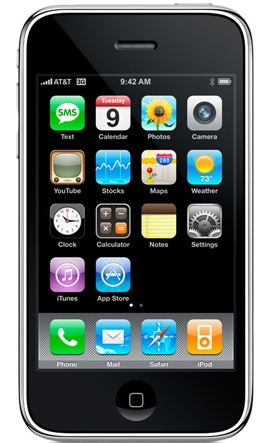 AT&T 3G 9:42 AM
SMS Tuesday 9 280 73°
Text Calendar Photos Camera
YouTube Stocks Maps Weather
Clock Calculator Notes Settings
iTunes App Store
Phone Mail Safari iPod